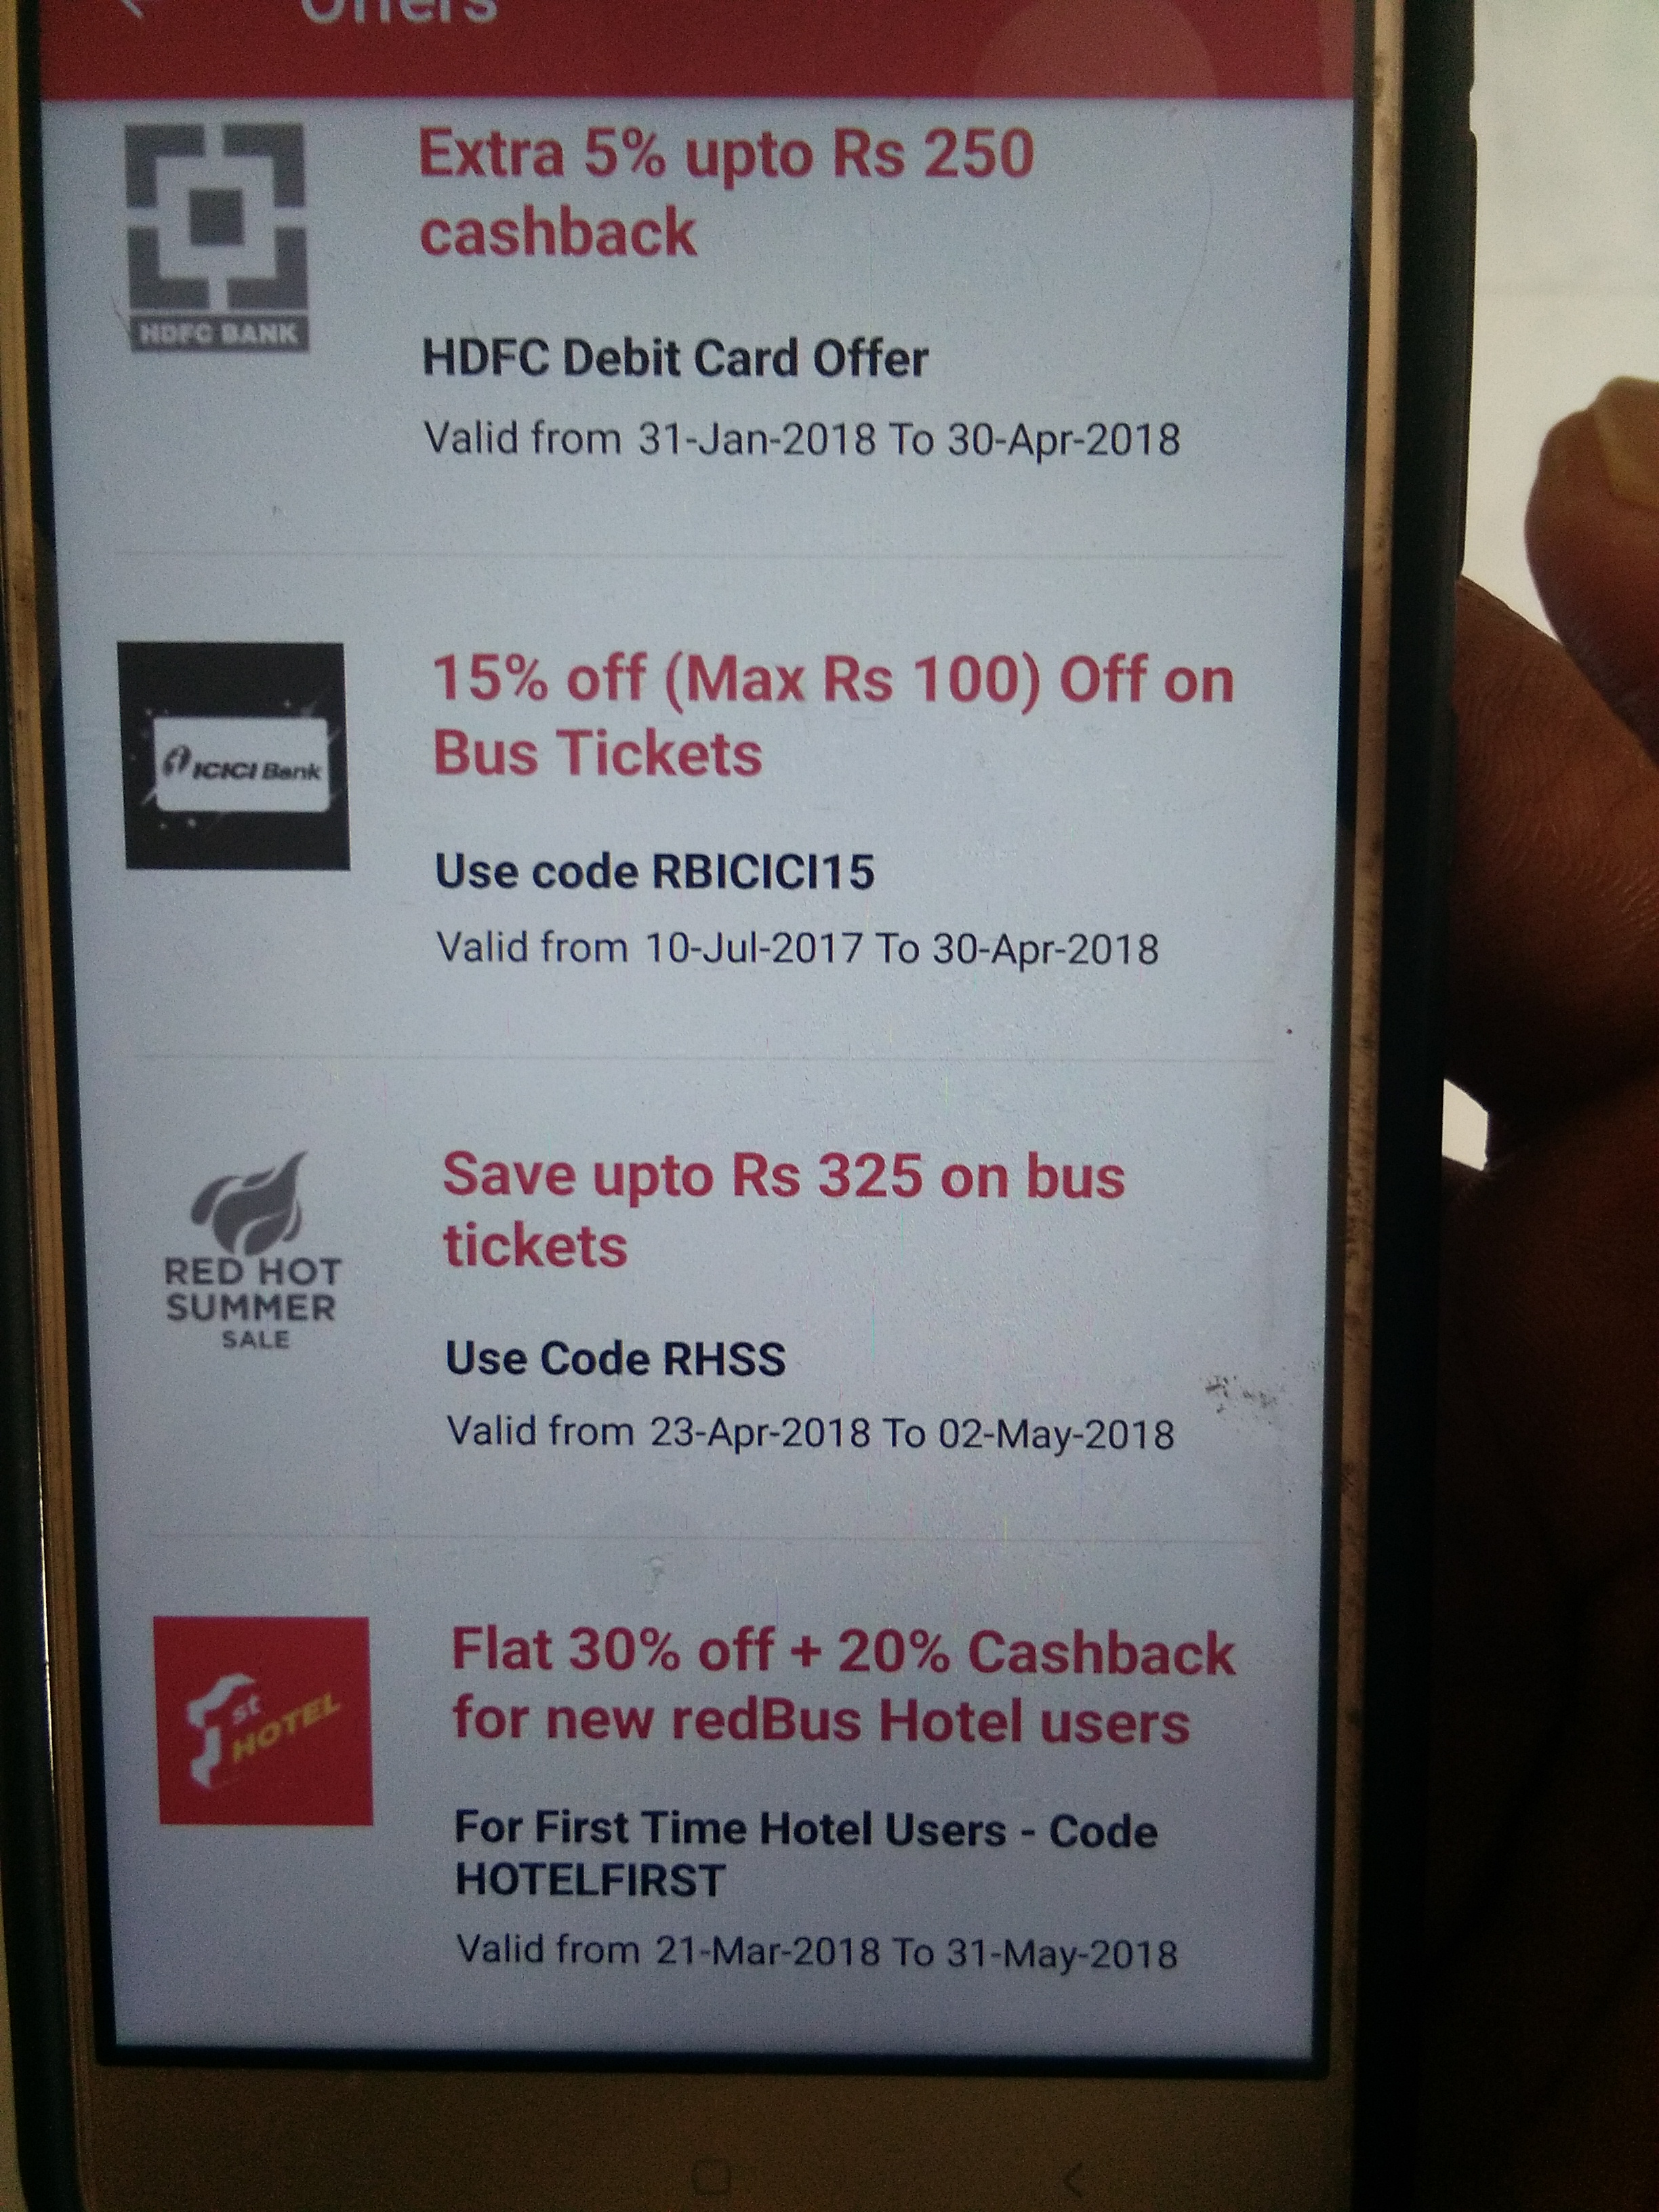 Offers
Extra 5% upto Rs 250
cashback
HDFC BANK
HDFC Debit Card Offer
Valid from 31-Jan-2018 To 30-Apr-2018
15% off (Max Rs 100) Off on
Bus Tickets
ICICI Bank
Use code RBICICI15
Valid from 10-Jul-2017 To 30-Apr-2018
Save upto Rs 325 on bus
tickets
RED HOT
SUMMER
SALE
Use Code RHSS
Valid from 23-Apr-2018 To 02-May-2018
Flat 30% off + 20% Cashback
for new redBus Hotel users
1st
HOTEL
For First Time Hotel Users - Code
HOTELFIRST
Valid from 21-Mar-2018 To 31-May-2018